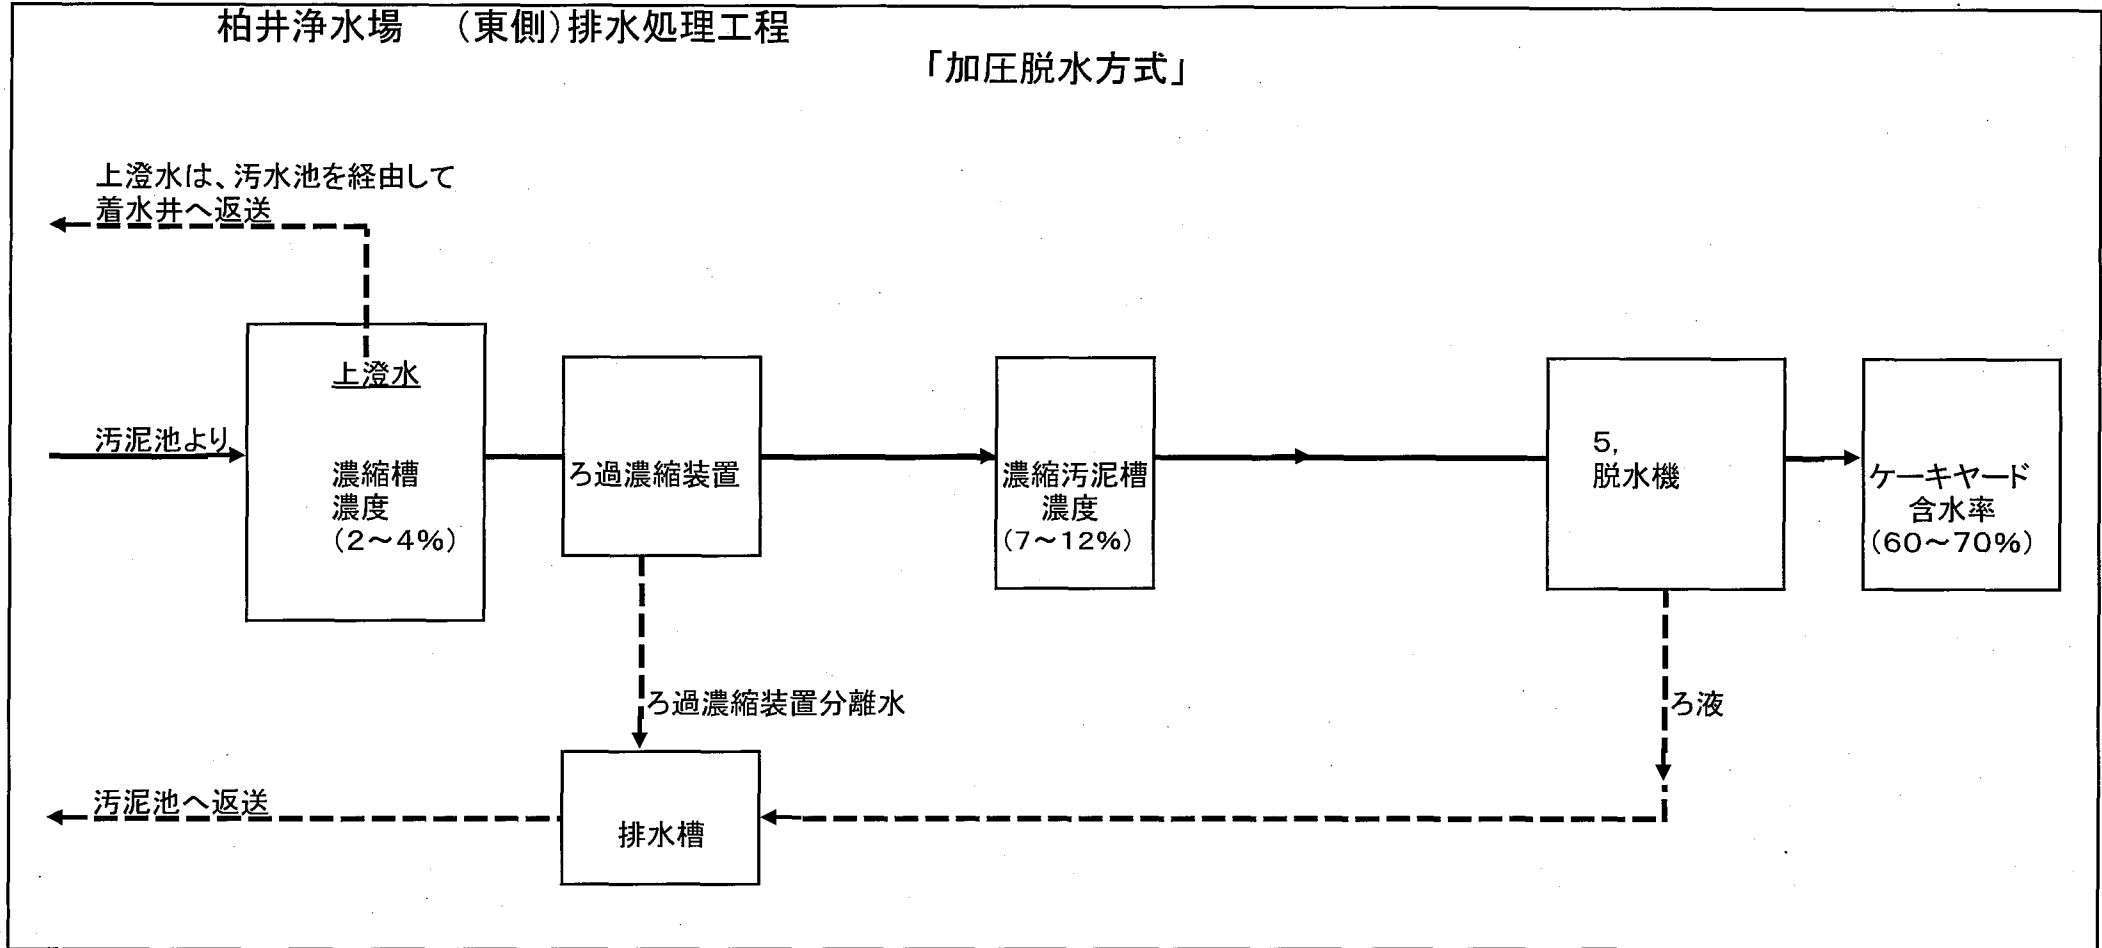 柏井浄水場　（東側）排水処理工程
「加圧脱水方式」
上澄水は、汚水池を経由して
着水井へ返送
上澄水
汚泥池より
濃縮槽
濃度
（2～4％）
ろ過濃縮装置
濃縮汚泥槽
濃度
（7～12％）
5,
脱水機
ケーキヤード
含水率
（60～70％）
ろ過濃縮装置分離水
ろ液
汚泥池へ返送
排水槽